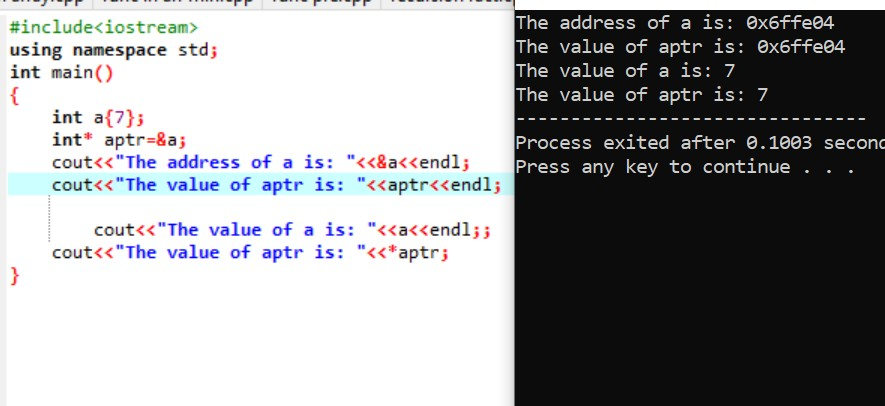 #include<iostream>
using namespace std;
int main()
{
int a{7};
int* aptr=&a;
cout<<"The address of a is: "<<&a<<endl;
cout<<"The value of aptr is: "<<aptr<<endl;
cout<<"The value of a is: "<<a<<endl;;
cout<<"The value of aptr is: "<<*aptr;
}
The address of a is: 0x6ffe04
The value of aptr is: 0x6ffe04
The value of a is: 7
The value of aptr is: 7
--------------------------------
Process exited after 0.1003 second
Press any key to continue . . .